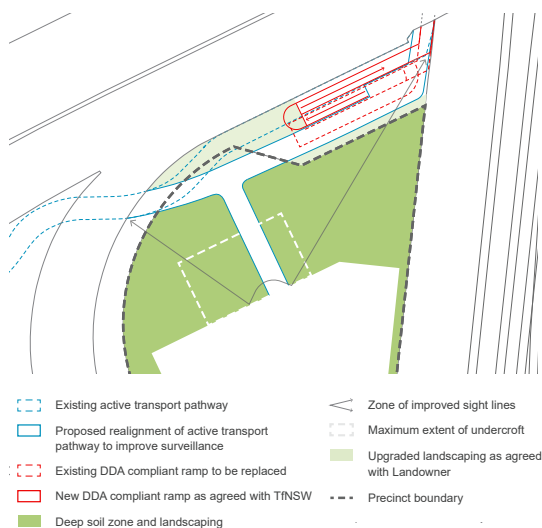 Existing active transport pathway
Proposed realignment of active transport
pathway to improve surveillance
Existing DDA compliant ramp to be replaced
New DDA compliant ramp as agreed with TfNSW
Deep soil zone and landscaping
Zone of improved sight lines
Maximum extent of undercroft
Upgraded landscaping as agreed
with Landowner
Precinct boundary